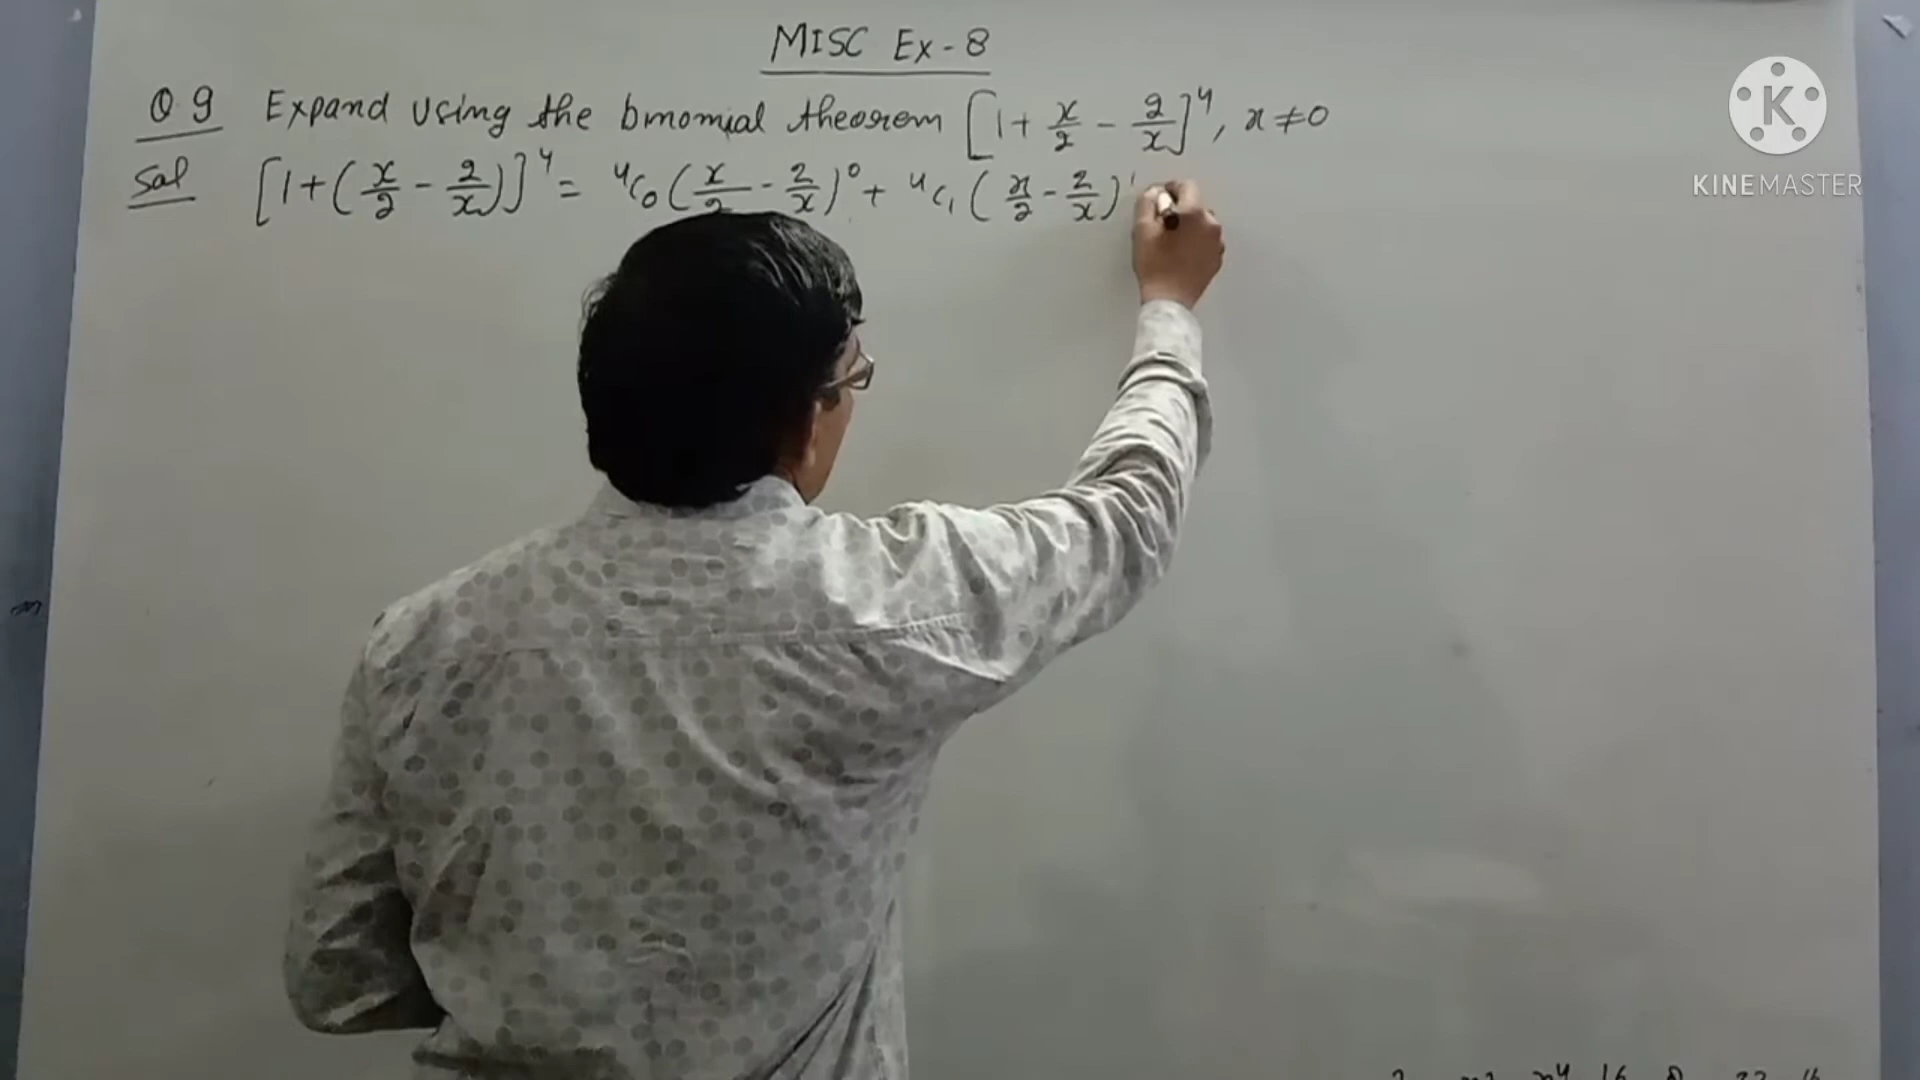 MISC Ex-8
Q 9 Expand using the binomial theorem [1 + x/2 - 2/x]⁴, x ≠ 0
Sol [1 + (x/2 - 2/x)]⁴ = ⁴C₀ (x/2 - 2/x)⁰ + ⁴C₁ (x/2 - 2/x)¹
K
KINEMASTER